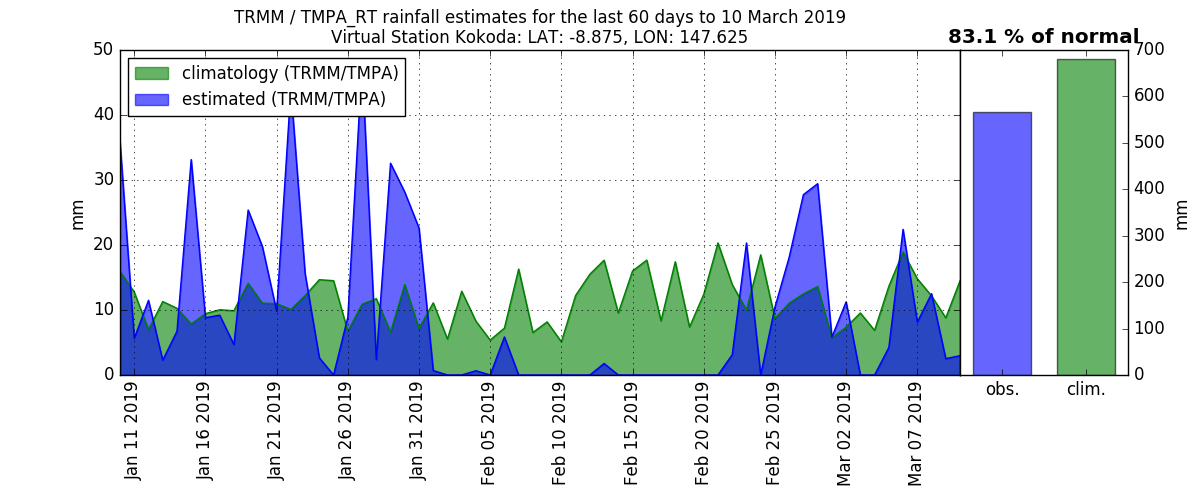 TRMM / TMPA_RT rainfall estimates for the last 60 days to 10 March 2019
Virtual Station Kokoda: LAT: -8.875, LON: 147.625
83.1 % of normal
climatology (TRMM/TMPA)
estimated (TRMM/TMPA)
50
40
30
20
10
0
mm
700
600
500
400
300
200
100
0
mm
Jan 11 2019
Jan 16 2019
Jan 21 2019
Jan 26 2019
Jan 31 2019
Feb 05 2019
Feb 10 2019
Feb 15 2019
Feb 20 2019
Feb 25 2019
Mar 02 2019
Mar 07 2019
obs.
clim.